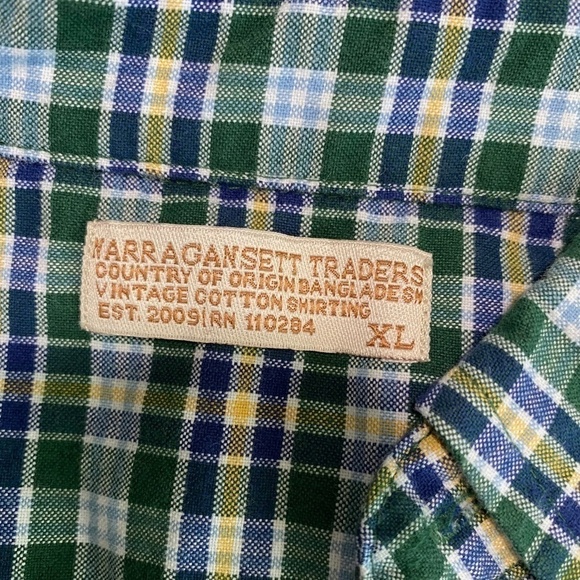 NARRAGANSETT TRADERS
COUNTRY OF ORIGIN BANGLADESH
VINTAGE COTTON SHIRTING
EST. 2009|RN 110284
XL